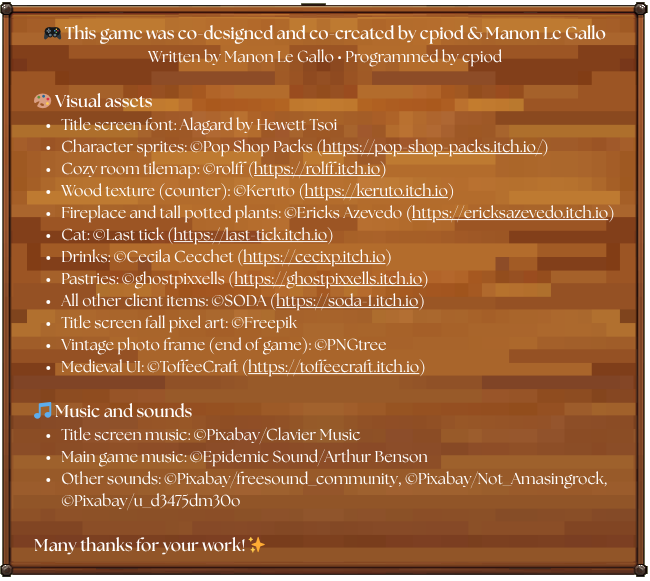 🎮 This game was co-designed and co-created by cpiod & Manon Le Gallo
Written by Manon Le Gallo • Programmed by cpiod
🎨 Visual assets
• Title screen font: Alagard by Hewett Tsoi
• Character sprites: ©Pop Shop Packs (https://pop-shop-packs.itch.io/)
• Cozy room tilemap: ©rolff (https://rolff.itch.io)
• Wood texture (counter): ©Keruto (https://keruto.itch.io)
• Fireplace and tall potted plants: ©Ericks Azevedo (https://ericksazevedo.itch.io)
• Cat: ©Last tick (https://last-tick.itch.io)
• Drinks: ©Cecila Cecchet (https://cecixp.itch.io)
• Pastries: ©ghostpixxells (https://ghostpixxells.itch.io)
• All other client items: ©SODA (https://soda-1.itch.io)
• Title screen fall pixel art: ©Freepik
• Vintage photo frame (end of game): ©PNGtree
• Medieval UI: ©ToffeeCraft (https://toffeecraft.itch.io)
🎵 Music and sounds
• Title screen music: ©Pixabay/Clavier Music
• Main game music: ©Epidemic Sound/Arthur Benson
• Other sounds: ©Pixabay/freesound_community, ©Pixabay/Not_Amasingrock,
©Pixabay/u_d3475dm3Oo
Many thanks for your work!✨